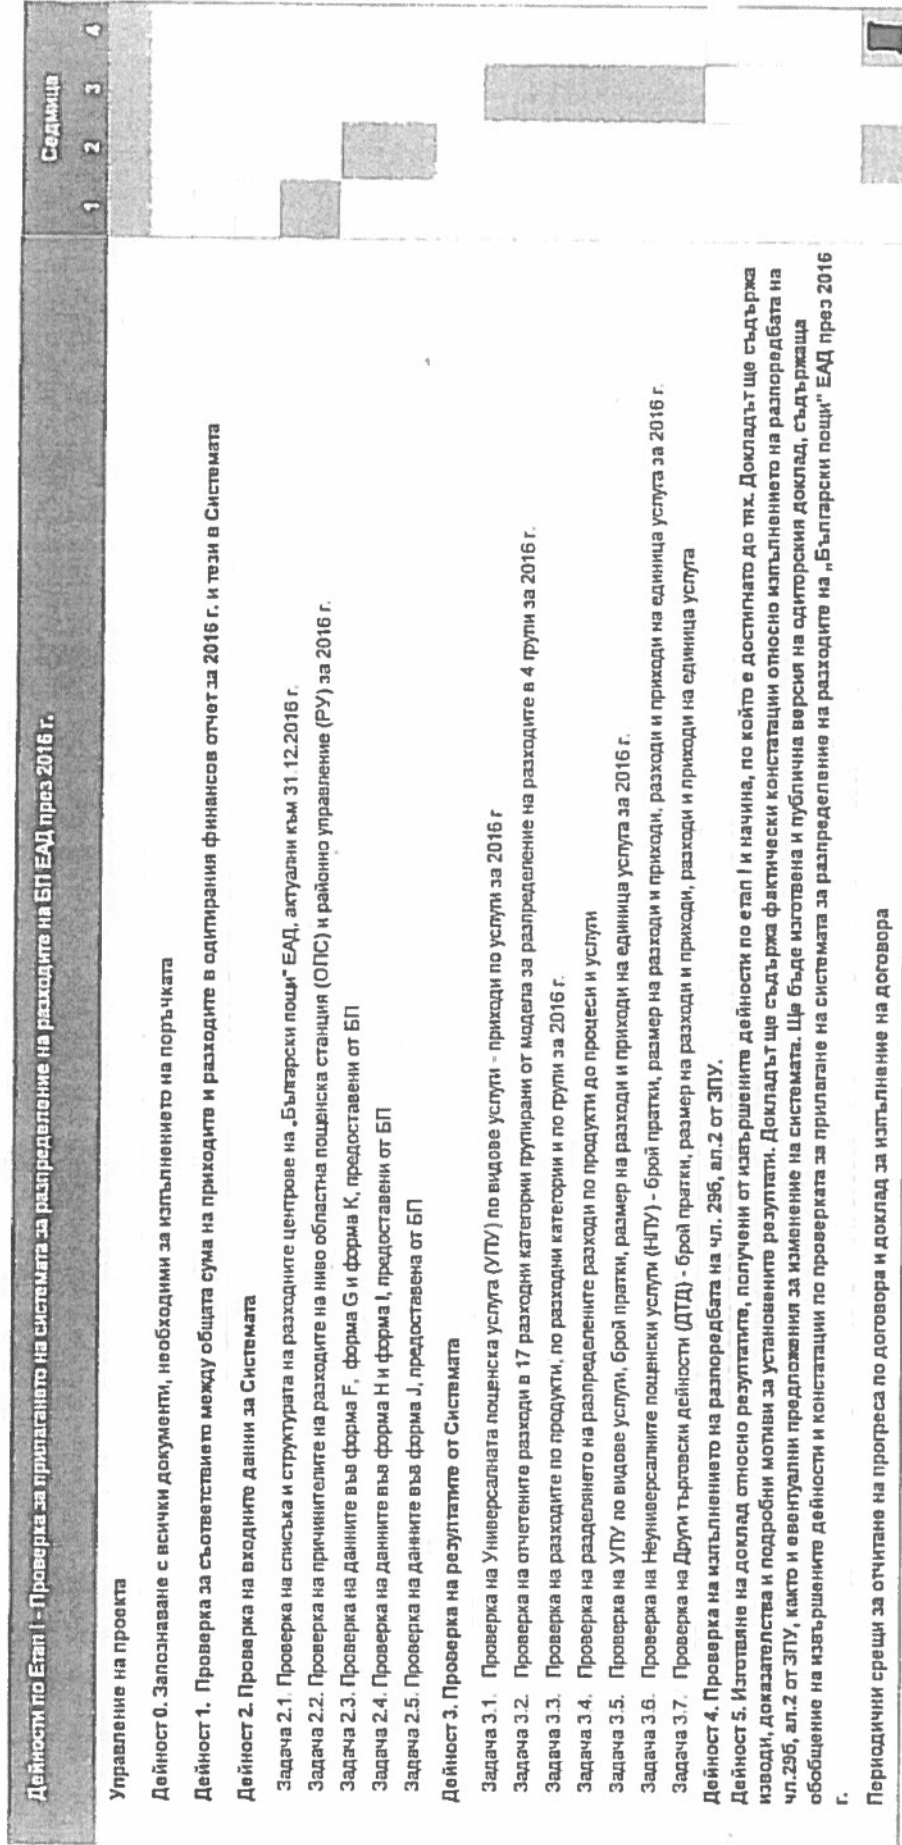 Дейности по Етап I - Проверка за прилагането на системата за разпределение на разходите на БП ЕАД през 2016 г.
Седмица
1 2 3 4
Управление на проекта
Дейност 0. Запознаване с всички документи, необходими за изпълнението на поръчката
Дейност 1. Проверка за съответствието между общата сума на приходите и разходите в одитирания финансов отчет за 2016 г. и тези в Системата
Дейност 2. Проверка на входните данни за Системата
Задача 2.1. Проверка на списъка и структурата на разходните центрове на „Български пощи" ЕАД, актуални към 31.12.2016 г.
Задача 2.2. Проверка на причинителите на разходите на ниво областна пощенска станция (ОПС) и районно управление (РУ) за 2016 г.
Задача 2.3. Проверка на данните във форма F, форма G и форма K, предоставени от БП
Задача 2.4. Проверка на данните във форма H и форма I, предоставени от БП
Задача 2.5. Проверка на данните във форма J, предоставена от БП
Дейност 3. Проверка на резултатите от Системата
Задача 3.1. Проверка на Универсалната пощенска услуга (УПУ) по видове услуги - приходи по услуги за 2016 г
Задача 3.2. Проверка на отчетените разходи в 17 разходни категории групирани от модела за разпределение на разходите в 4 групи за 2016 г.
Задача 3.3. Проверка на разходите по продукти, по разходни категории и по групи за 2016 г.
Задача 3.4. Проверка на разделянето на разпределените разходи по продукти до процеси и услуги
Задача 3.5. Проверка на УПУ по видове услуги, брой пратки, размер на разходи и приходи на единица услуга за 2016 г.
Задача 3.6. Проверка на Неуниверсалните пощенски услуги (НПУ) - брой пратки, размер на разходи и приходи, разходи и приходи на единица услуга за 2016 г.
Задача 3.7. Проверка на Други търговски дейности (ДТД) - брой пратки, размер на разходи и приходи, разходи и приходи на единица услуга
Дейност 4. Проверка на изпълнението на разпоредбата на чл. 29б, ал.2 от ЗПУ.
Дейност 5. Изготвяне на доклад относно резултатите, получени от извършените дейности по етап I и начина, по който е достигнато до тях. Докладът ще съдържа
изводи, доказателства и подробни мотиви за установените резултати. Докладът ще съдържа фактически констатации относно изпълнението на разпоредбата на
чл.29б, ал.2 от ЗПУ, както и евентуални предложения за изменение на системата. Ще бъде изготвена и публична версия на одиторския доклад, съдържаща
обобщение на извършените дейности и констатации по проверката за прилагане на системата за разпределение на разходите на „Български пощи" ЕАД през 2016
г.
Периодични срещи за отчитане на прогреса по договора и доклад за изпълнение на договора